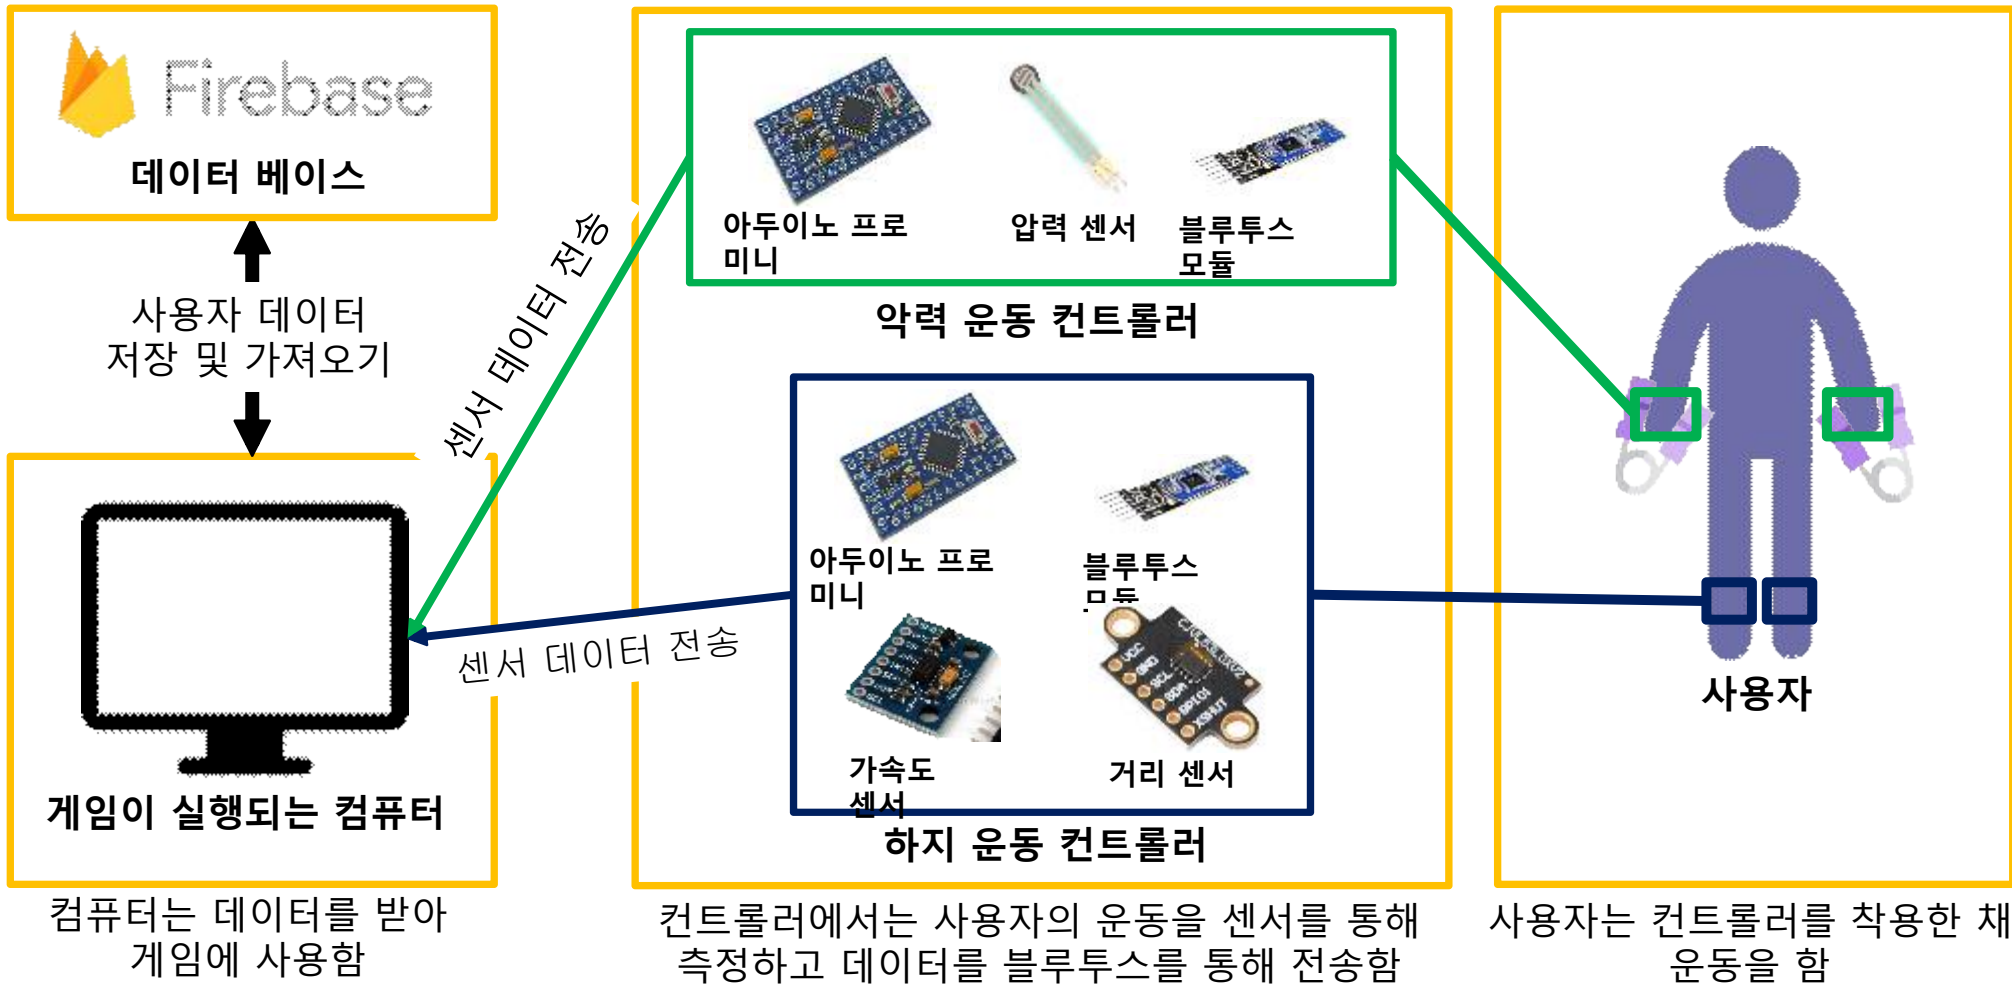 Firebase
데이터 베이스
사용자 데이터
저장 및 가져오기
게임이 실행되는 컴퓨터
컴퓨터는 데이터를 받아
게임에 사용함
센서 데이터 전송
센서 데이터 전송
아두이노 프로
미니
압력 센서
블루투스
모듈
악력 운동 컨트롤러
아두이노 프로
미니
블루투스
모듈
VCC
GND
SCL
SDA
GPIO1
XSHUT
가속도
센서
거리 센서
하지 운동 컨트롤러
컨트롤러에서는 사용자의 운동을 센서를 통해
측정하고 데이터를 블루투스를 통해 전송함
사용자
사용자는 컨트롤러를 착용한 채
운동을 함